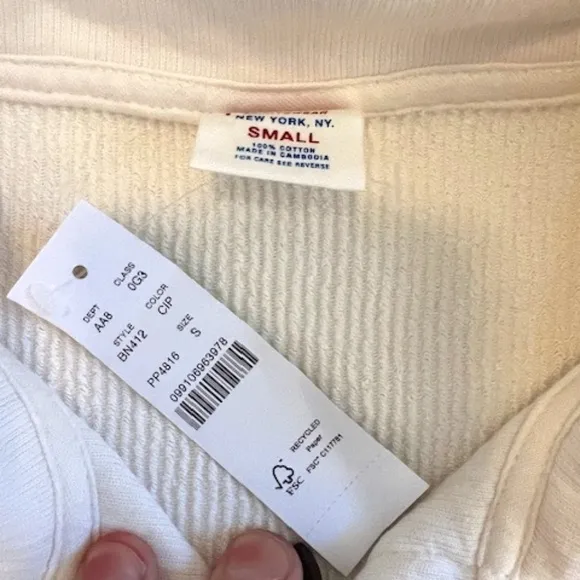 NEW YORK, NY.
SMALL
100% COTTON
MADE IN CAMBODIA
FOR CARE SEE REVERSE
DEPT CLASS
AA8 0G3
STYLE COLOR
BN412 CIP
SIZE
PP4816 S
099106963978
RECYCLED
Paper
FSC® C117781
FSC